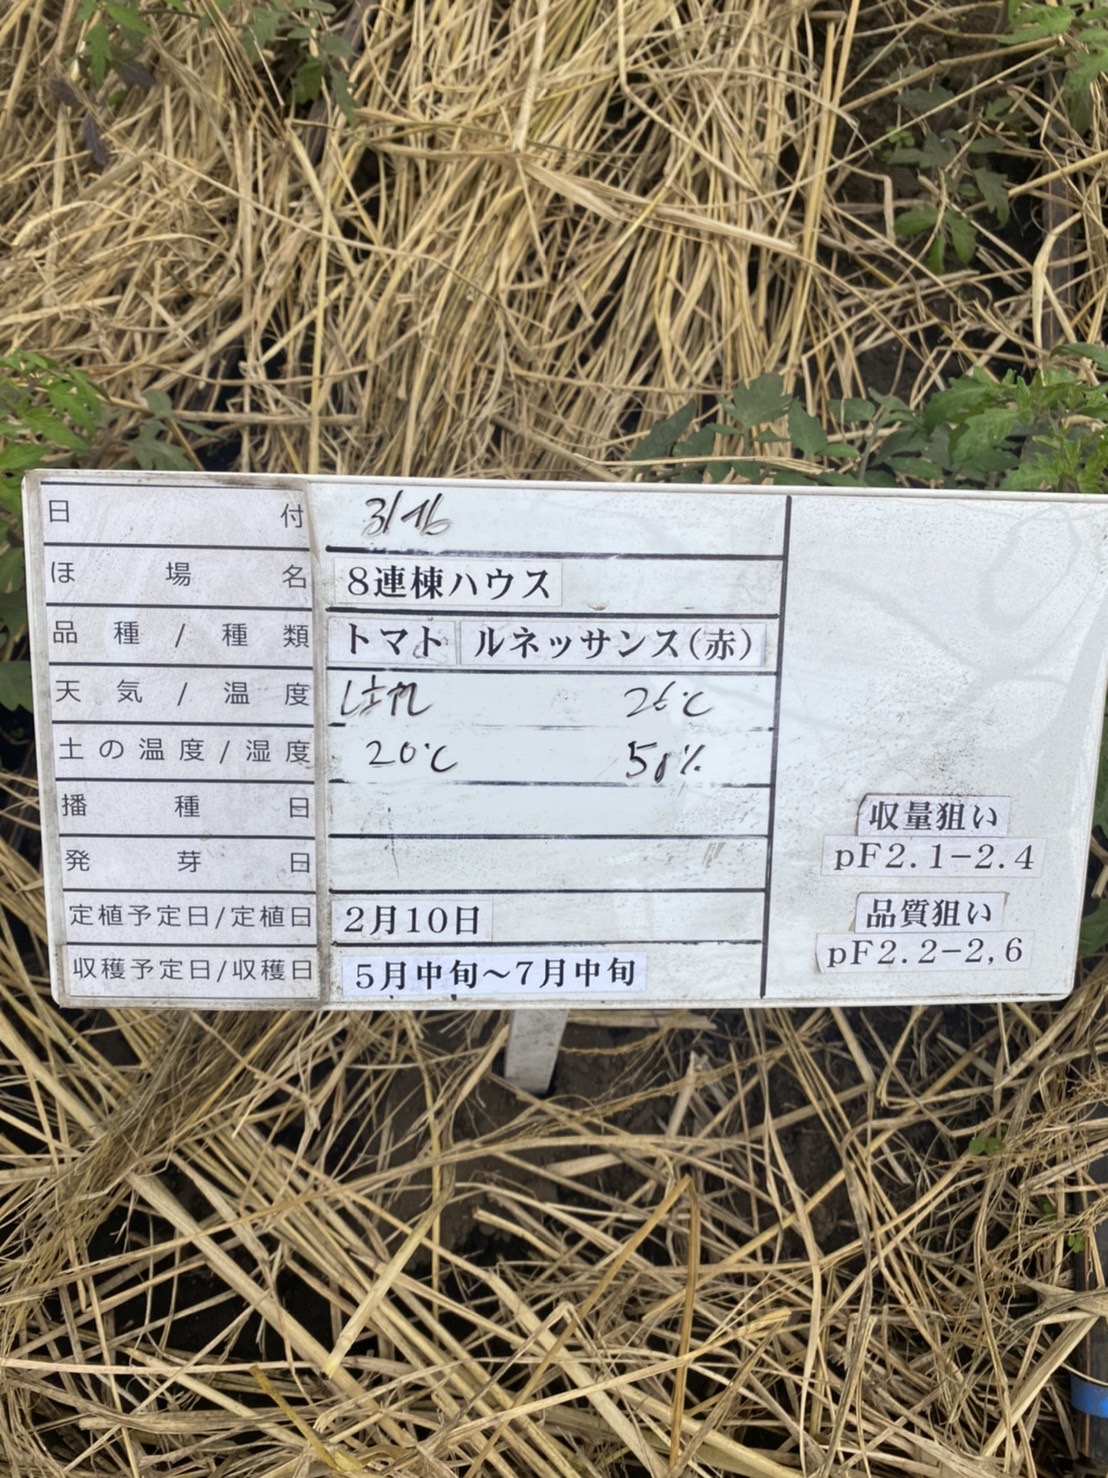 日付 3/16
ほ場名 8連棟ハウス
品種/種類 トマト ルネッサンス(赤)
天気/温度 はれ 26℃
土の温度/湿度 20℃
播種日
発芽日
定植予定日/定植日 2月10日
収穫予定日/収穫日 5月中旬〜7月中旬
収量狙い
pF2.1-2.4
品質狙い
pF2.2-2,6